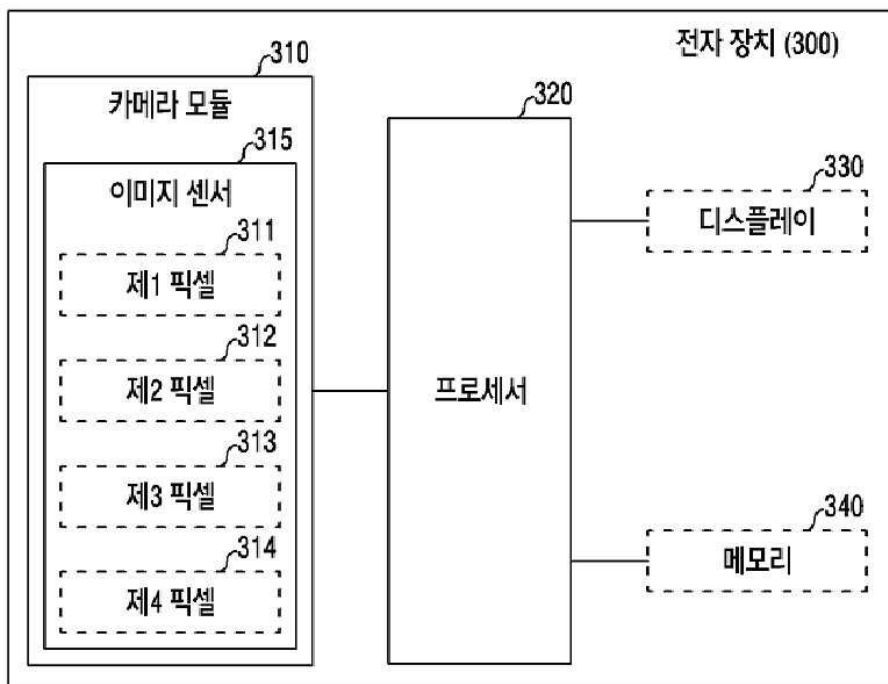 전자 장치 (300)
310
카메라 모듈
315
이미지 센서
311
제1 픽셀
312
제2 픽셀
313
제3 픽셀
314
제4 픽셀
320
프로세서
330
디스플레이
340
메모리